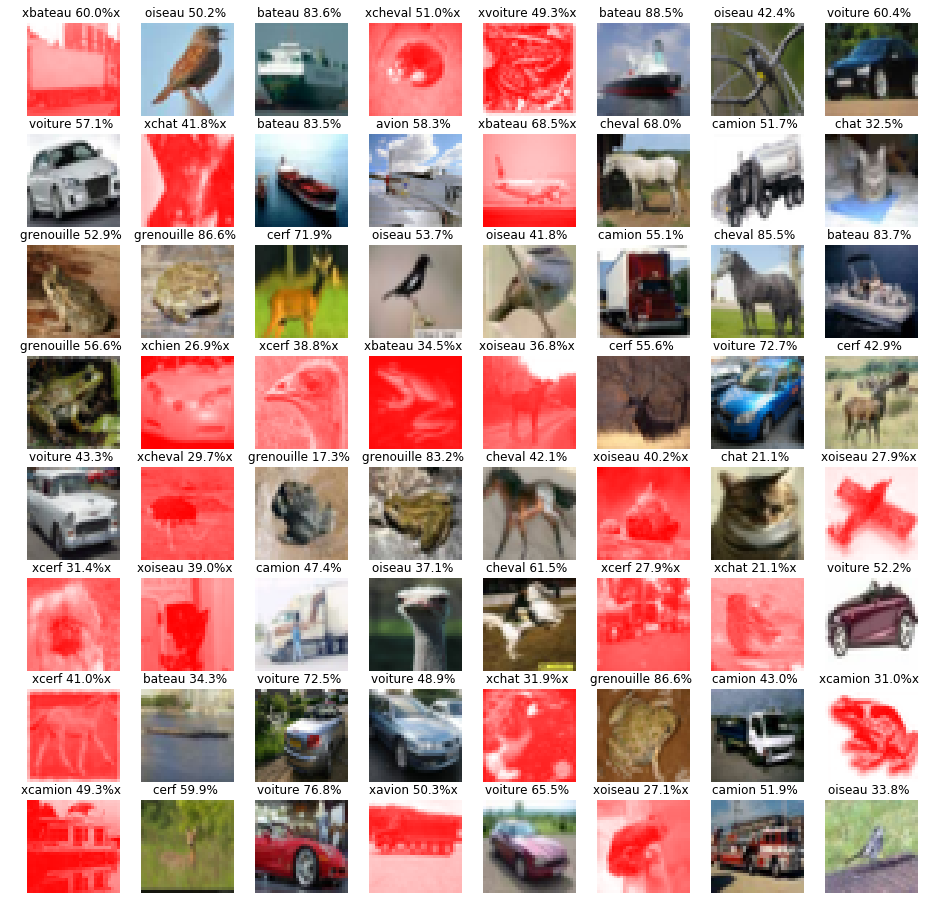 xbateau 60.0%x oiseau 50.2% bateau 83.6% xcheval 51.0%x xvoiture 49.3%x bateau 88.5% oiseau 42.4% voiture 60.4%
voiture 57.1% xchat 41.8%x bateau 83.5% avion 58.3% xbateau 68.5%x cheval 68.0% camion 51.7% chat 32.5%
grenouille 52.9% grenouille 86.6% cerf 71.9% oiseau 53.7% oiseau 41.8% camion 55.1% cheval 85.5% bateau 83.7%
grenouille 56.6% xchien 26.9%x xcerf 38.8%x xbateau 34.5%x xoiseau 36.8%x cerf 55.6% voiture 72.7% cerf 42.9%
voiture 43.3% xcheval 29.7%x grenouille 17.3% grenouille 83.2% cheval 42.1% xoiseau 40.2%x chat 21.1% xoiseau 27.9%x
xcerf 31.4%x xoiseau 39.0%x camion 47.4% oiseau 37.1% cheval 61.5% xcerf 27.9%x xchat 21.1%x voiture 52.2%
xcerf 41.0%x bateau 34.3% voiture 72.5% voiture 48.9% xchat 31.9%x grenouille 86.6% camion 43.0% xcamion 31.0%x
xcamion 49.3%x cerf 59.9% voiture 76.8% xavion 50.3%x voiture 65.5% xoiseau 27.1%x camion 51.9% oiseau 33.8%